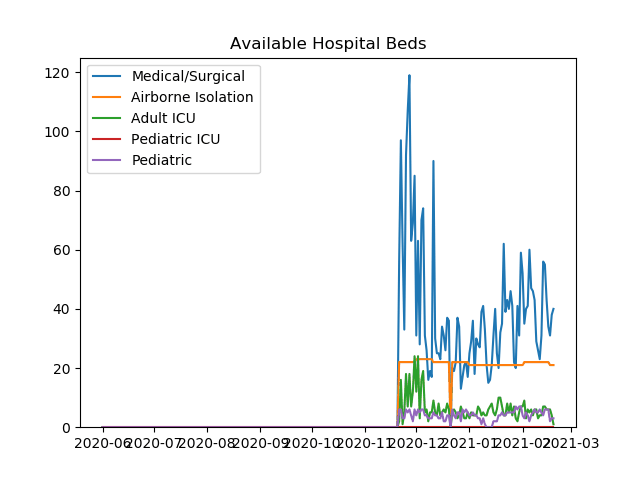 Available Hospital Beds
120
100
80
60
40
20
0
Medical/Surgical
Airborne Isolation
Adult ICU
Pediatric ICU
Pediatric
2020-06 2020-07 2020-08 2020-09 2020-10 2020-11 2020-12 2021-01 2021-02 2021-03